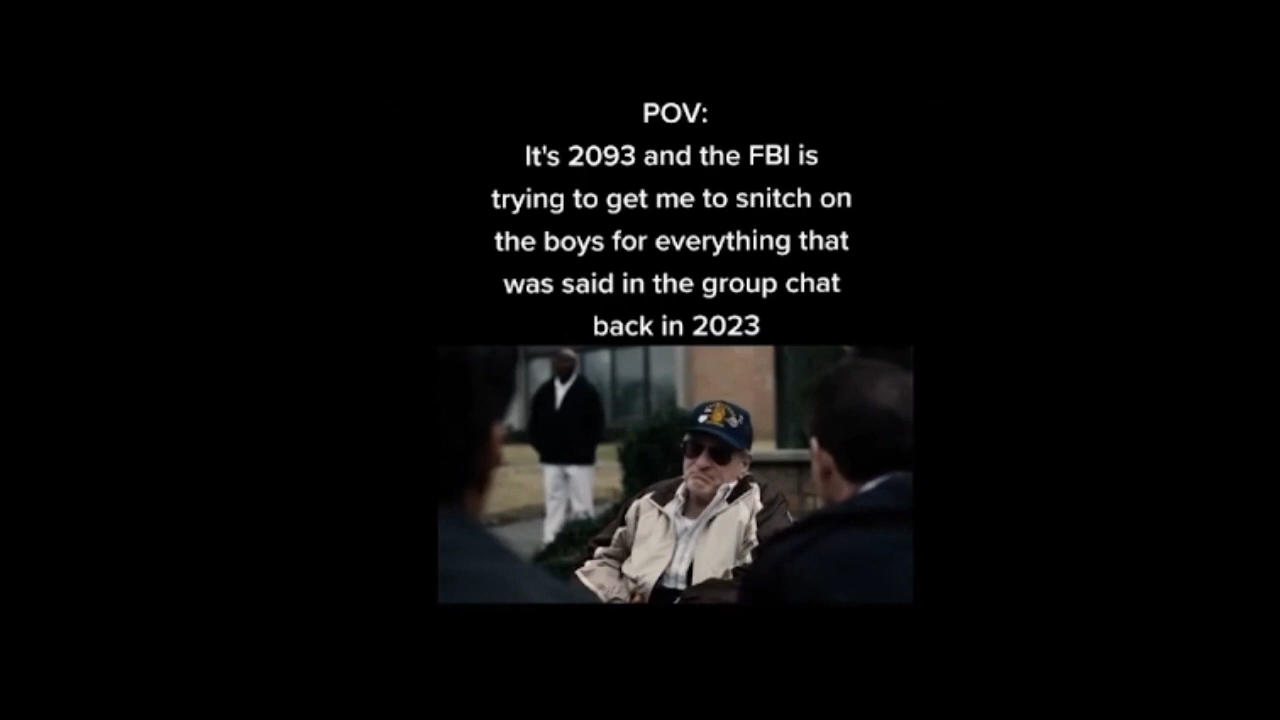 POV:
It's 2093 and the FBI is
trying to get me to snitch on
the boys for everything that
was said in the group chat
back in 2023